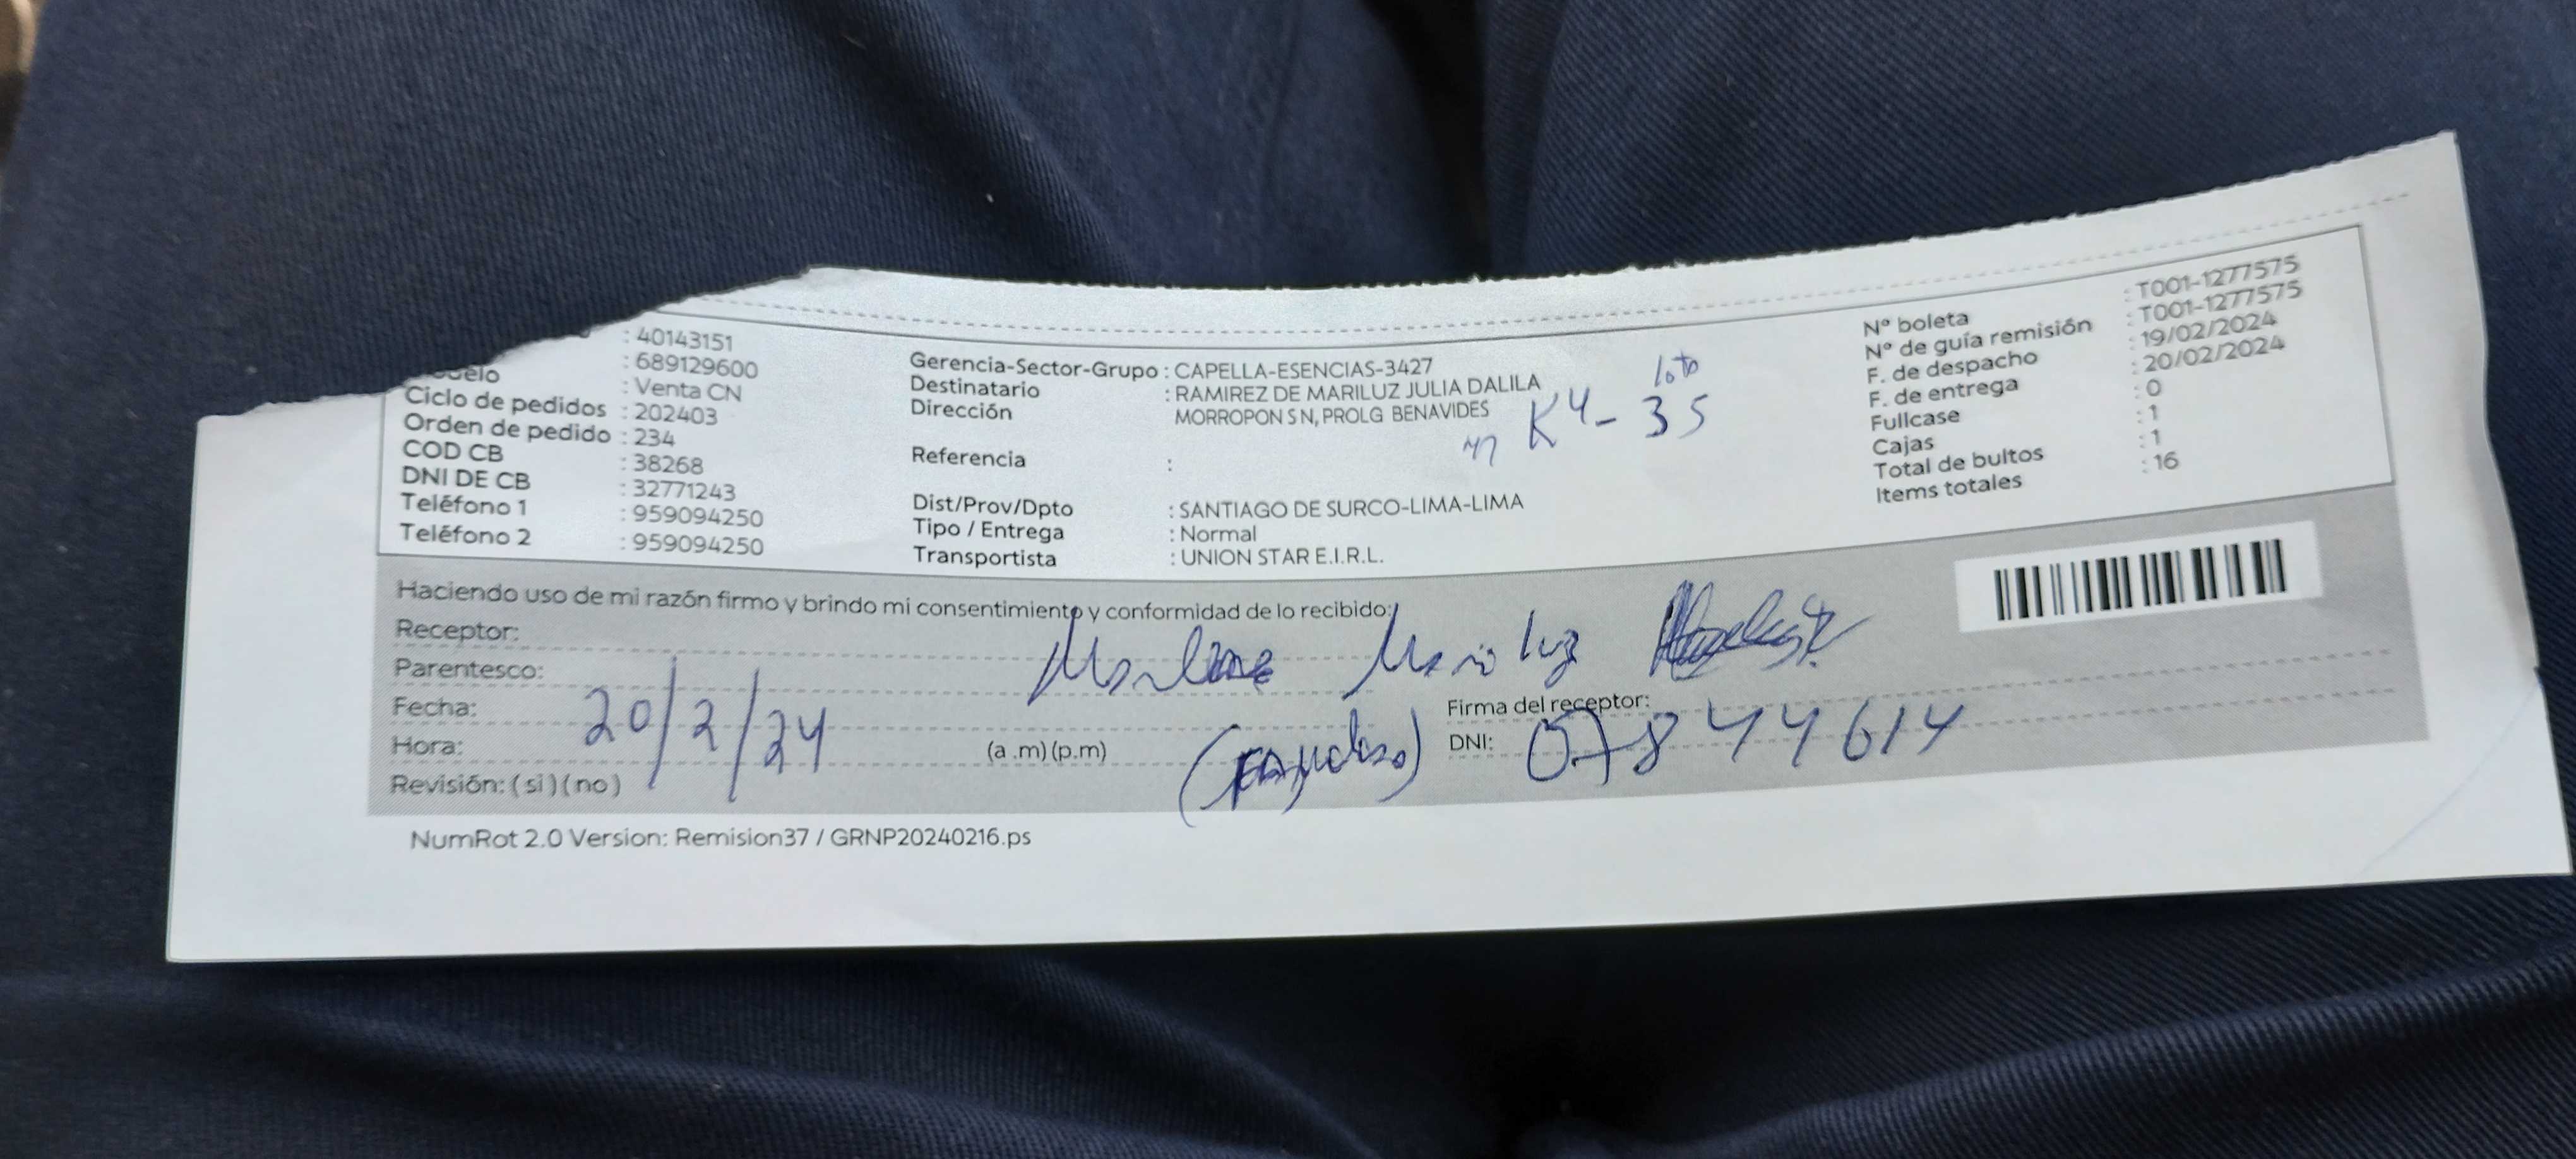 : 40143151
: 689129600
: Venta CN
Ciclo de pedidos : 202403
Orden de pedido : 234
COD CB : 38268
DNI DE CB : 32771243
Teléfono 1 : 959094250
Teléfono 2 : 959094250
Gerencia-Sector-Grupo : CAPELLA-ESENCIAS-3427
Destinatario : RAMIREZ DE MARILUZ JULIA DALILA
Dirección MORROPON S N, PROLG BENAVIDES
lote
K4-35
Referencia :
Dist/Prov/Dpto : SANTIAGO DE SURCO-LIMA-LIMA
Tipo / Entrega : Normal
Transportista : UNION STAR E.I.R.L.
Nº boleta : T001-1277575
Nº de guía remisión : T001-1277575
F. de despacho : 19/02/2024
F. de entrega : 20/02/2024
Fullcase : 0
Cajas : 1
Total de bultos : 1
Items totales : 16
Haciendo uso de mi razón firmo y brindo mi consentimiento y conformidad de lo recibido:
Receptor: Mariluz
Parentesco:
Fecha: 20/2/24
Hora: (a .m) (p.m)
Revisión: ( si ) ( no )
Firma del receptor:
DNI: 07844614
NumRot 2.0 Version: Remision37 / GRNP20240216.ps